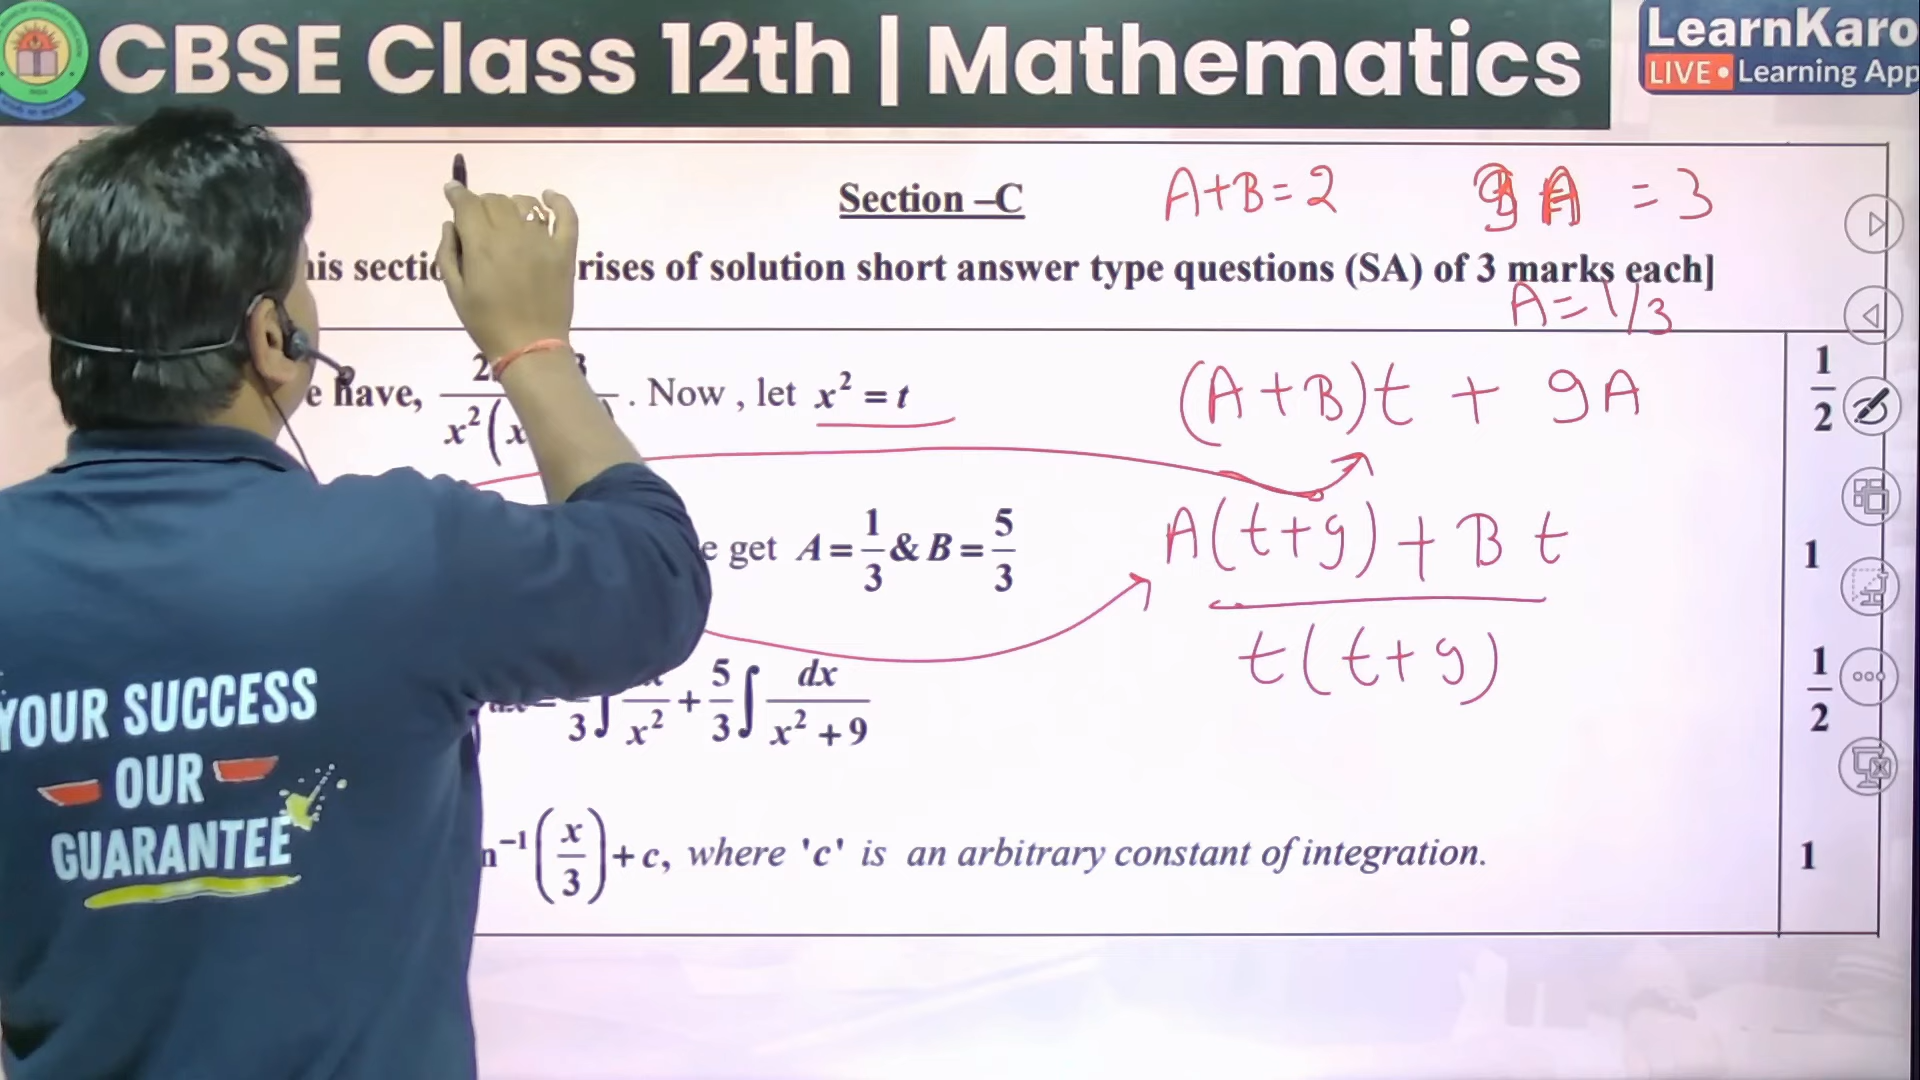 CBSE Class 12th | Mathematics
LearnKaro
LIVE • Learning App
Section –C
A+B=2
9A = 3
rises of solution short answer type questions (SA) of 3 marks each]
A=1/3
have, x²(x . Now , let x² = t
(A+B)t + 9A
1/2
get A = 1/3 & B = 5/3
A(t+9) + B t
t(t+9)
1
3∫ x² + 5/3 ∫ dx/(x² + 9)
1/2
n⁻¹(x/3) + c, where 'c' is an arbitrary constant of integration.
1
YOUR SUCCESS
OUR
GUARANTEE